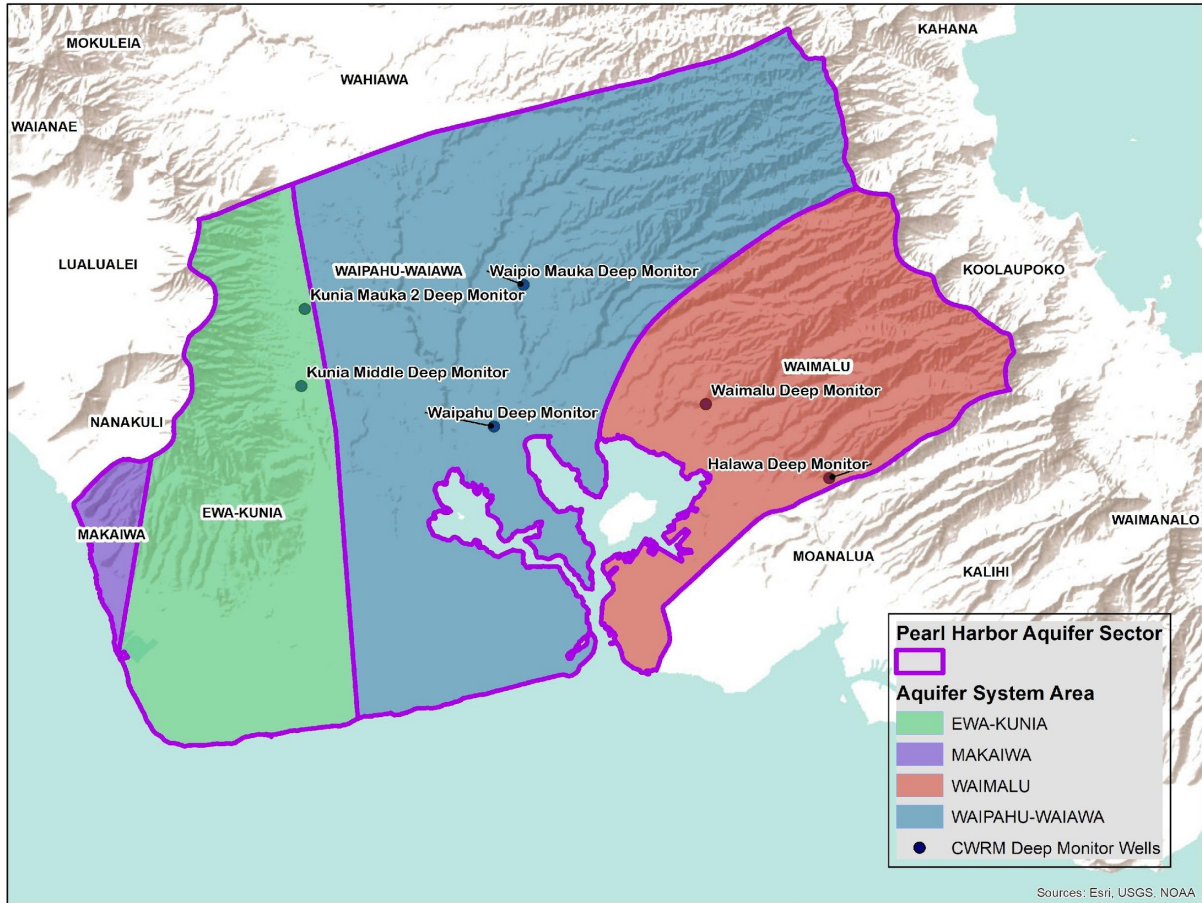 MOKULEIA
KAHANA
WAHIAWA
WAIANAE
LUALUALEI
KOOLAUPOKO
WAIPAHU-WAIAWA
Waipio Mauka Deep Monitor
Kunia Mauka 2 Deep Monitor
WAIMALU
Kunia Middle Deep Monitor
Waimalu Deep Monitor
NANAKULI
Waipahu Deep Monitor
Halawa Deep Monitor
EWA-KUNIA
WAIMANALO
MAKAIWA
MOANALUA
KALIHI
Pearl Harbor Aquifer Sector
Aquifer System Area
EWA-KUNIA
MAKAIWA
WAIMALU
WAIPAHU-WAIAWA
CWRM Deep Monitor Wells
Sources: Esri, USGS, NOAA